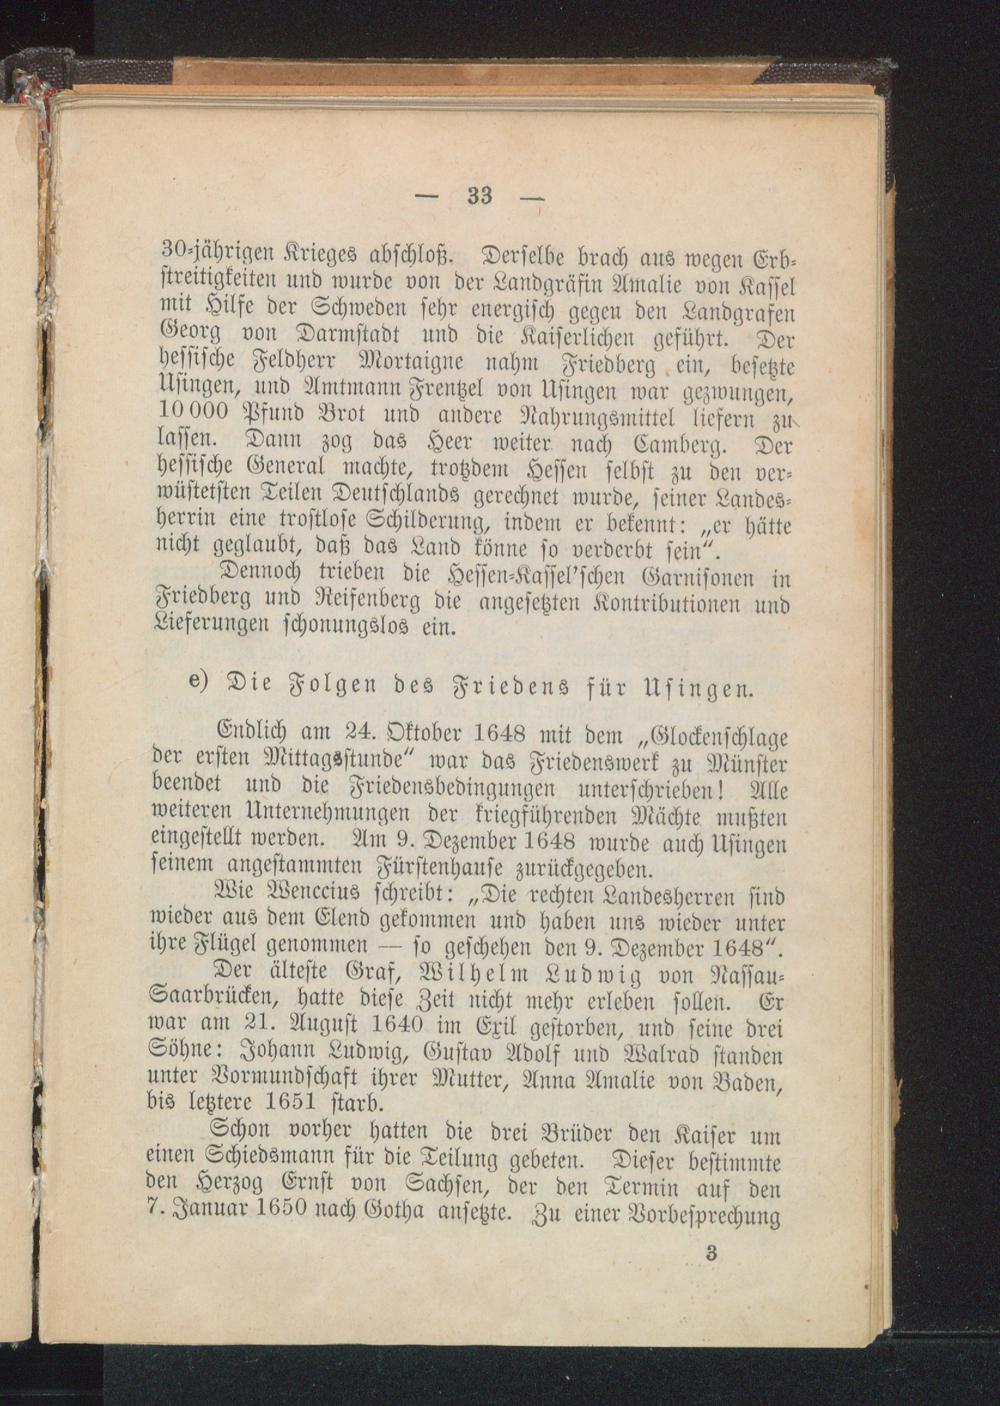 — 33 —
30-jährigen Krieges abschloß. Derselbe brach aus wegen Erb-
streitigkeiten und wurde von der Landgräfin Amalie von Kassel
mit Hilfe der Schweden sehr energisch gegen den Landgrafen
Georg von Darmstadt und die Kaiserlichen geführt. Der
hessische Feldherr Mortaigne nahm Friedberg ein, besetzte
Usingen, und Amtmann Frentzel von Usingen war gezwungen,
10 000 Pfund Brot und andere Nahrungsmittel liefern zu
lassen. Dann zog das Heer weiter nach Camberg. Der
hessische General machte, trotzdem Hessen selbst zu den ver-
wüstetsten Teilen Deutschlands gerechnet wurde, seiner Landes-
herrin eine trostlose Schilderung, indem er bekennt: „er hätte
nicht geglaubt, daß das Land könne so verderbt sein“.
Dennoch trieben die Hessen-Kassel'schen Garnisonen in
Friedberg und Reifenberg die angesetzten Kontributionen und
Lieferungen schonungslos ein.
e) Die Folgen des Friedens für Usingen.
Endlich am 24. Oktober 1648 mit dem „Glockenschlage
der ersten Mittagsstunde“ war das Friedenswerk zu Münster
beendet und die Friedensbedingungen unterschrieben! Alle
weiteren Unternehmungen der kriegführenden Mächte mußten
eingestellt werden. Am 9. Dezember 1648 wurde auch Usingen
seinem angestammten Fürstenhause zurückgegeben.
Wie Wenccius schreibt: „Die rechten Landesherren sind
wieder aus dem Elend gekommen und haben uns wieder unter
ihre Flügel genommen — so geschehen den 9. Dezember 1648“.
Der älteste Graf, Wilhelm Ludwig von Nassau-
Saarbrücken, hatte diese Zeit nicht mehr erleben sollen. Er
war am 21. August 1640 im Exil gestorben, und seine drei
Söhne: Johann Ludwig, Gustav Adolf und Walrad standen
unter Vormundschaft ihrer Mutter, Anna Amalie von Baden,
bis letztere 1651 starb.
Schon vorher hatten die drei Brüder den Kaiser um
einen Schiedsmann für die Teilung gebeten. Dieser bestimmte
den Herzog Ernst von Sachsen, der den Termin auf den
7. Januar 1650 nach Gotha ansetzte. Zu einer Vorbesprechung
3